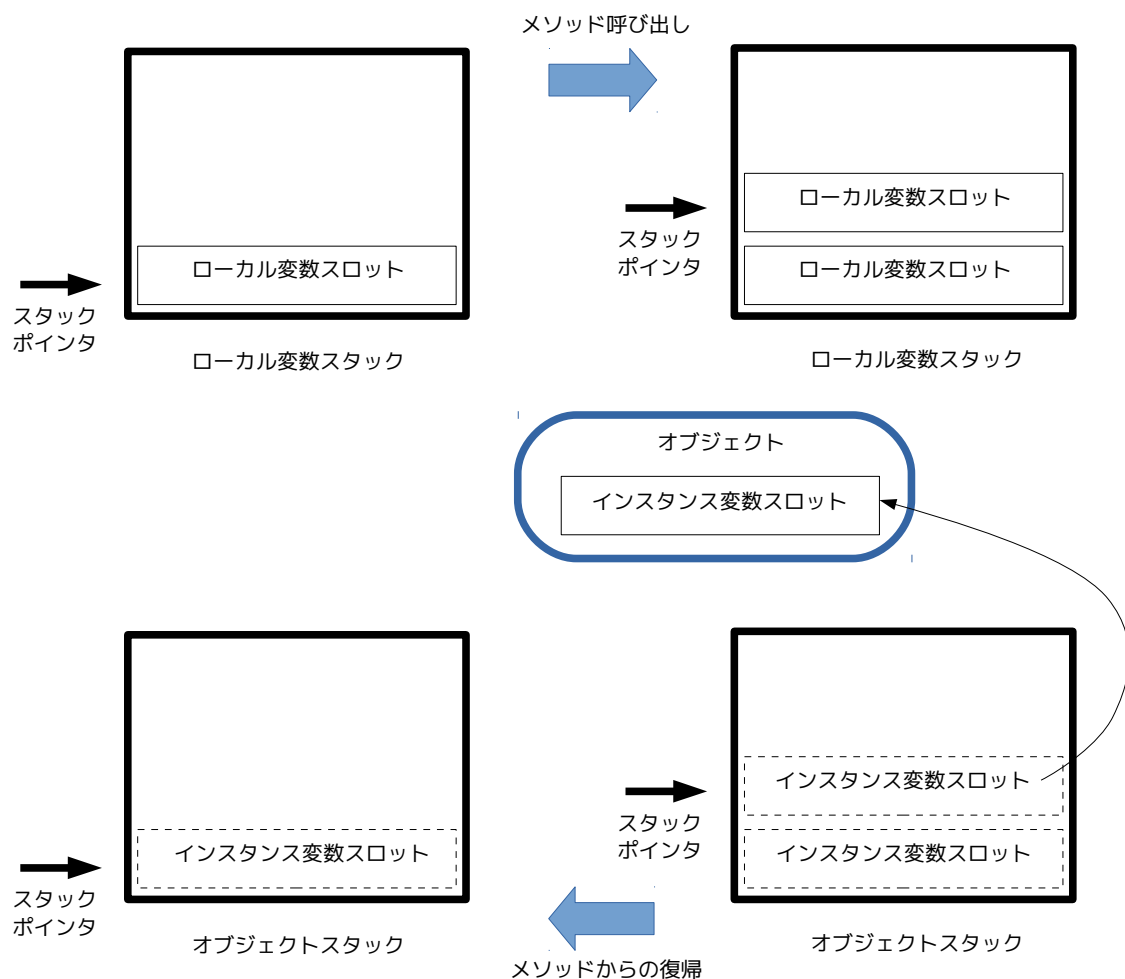 メソッド呼び出し
ローカル変数スロット
スタック
ポインタ
ローカル変数スタック
ローカル変数スロット
ローカル変数スロット
スタック
ポインタ
ローカル変数スタック
オブジェクト
インスタンス変数スロット
インスタンス変数スロット
スタック
ポインタ
オブジェクトスタック
インスタンス変数スロット
インスタンス変数スロット
スタック
ポインタ
オブジェクトスタック
メソッドからの復帰